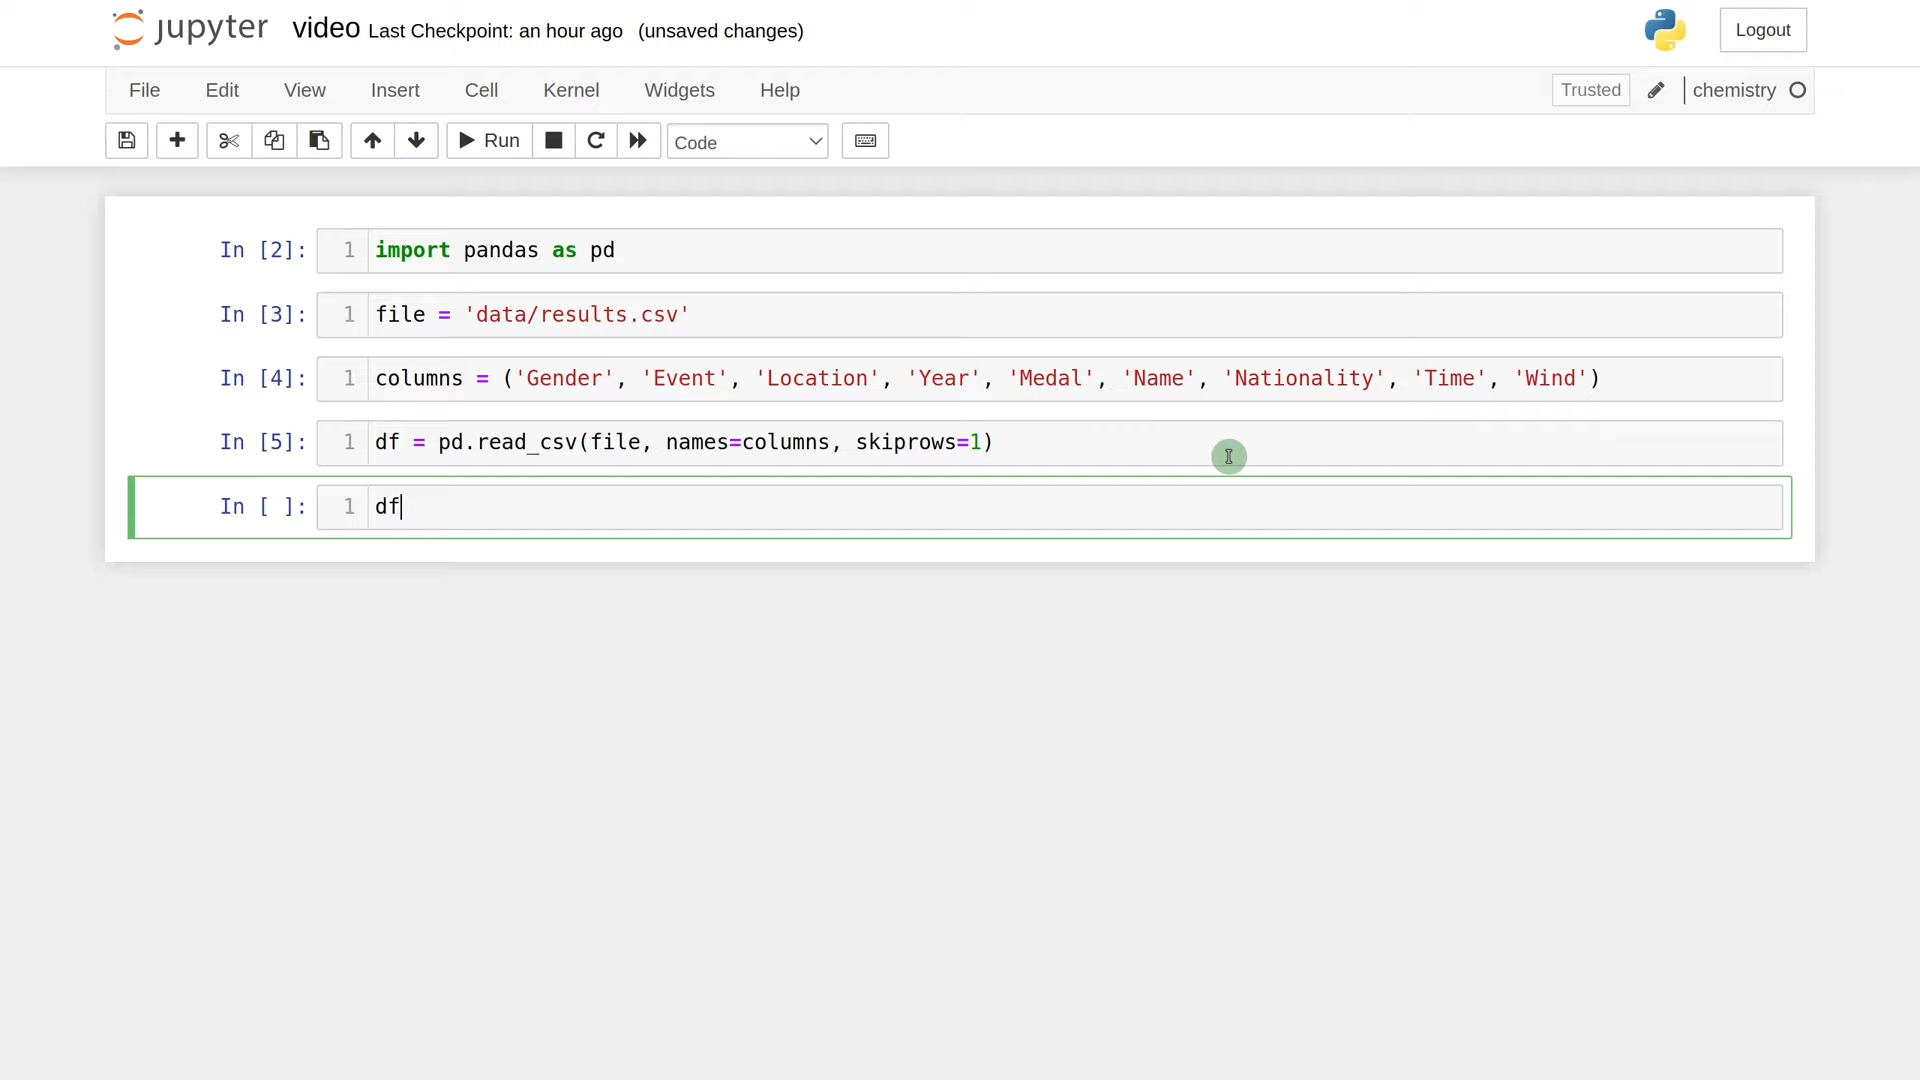 jupyter video Last Checkpoint: an hour ago (unsaved changes) Logout
File Edit View Insert Cell Kernel Widgets Help Trusted chemistry
Run Code
In [2]: 1 import pandas as pd
In [3]: 1 file = 'data/results.csv'
In [4]: 1 columns = ('Gender', 'Event', 'Location', 'Year', 'Medal', 'Name', 'Nationality', 'Time', 'Wind')
In [5]: 1 df = pd.read_csv(file, names=columns, skiprows=1)
In [ ]: 1 df